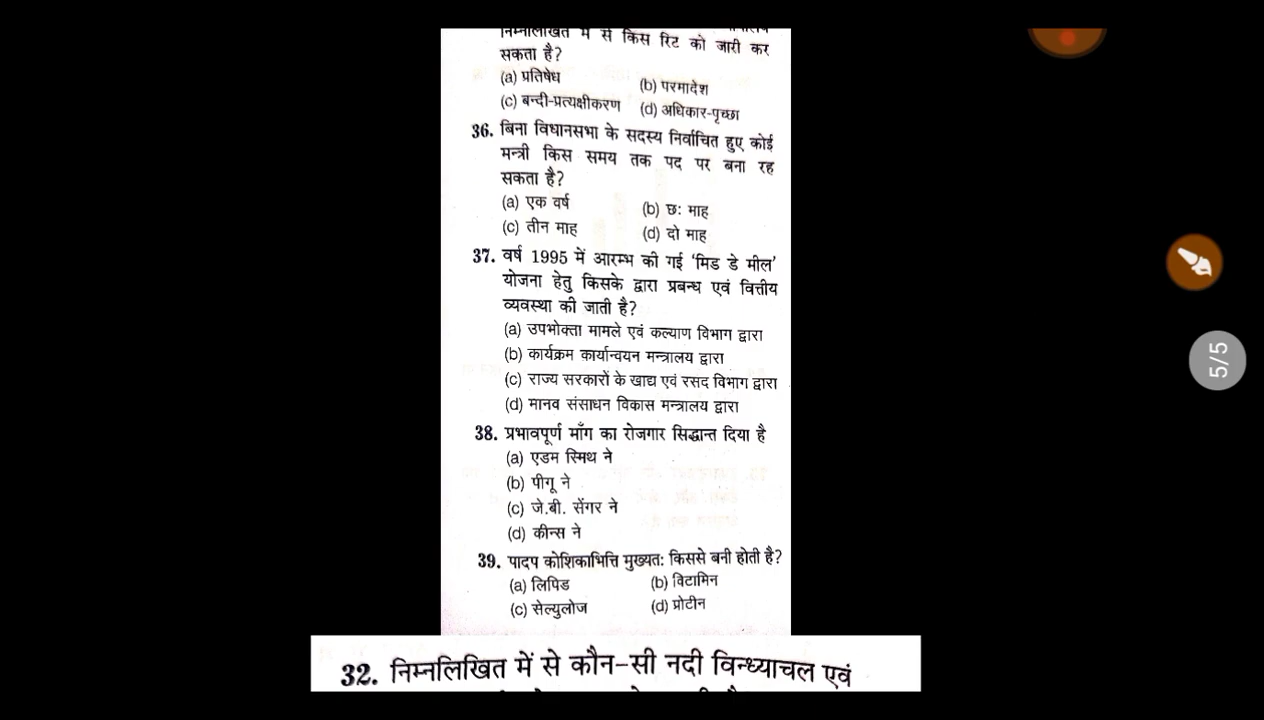 निम्नलिखित में से किस रिट को जारी कर
सकता है?
(a) प्रतिषेध (b) परमादेश
(c) बन्दी-प्रत्यक्षीकरण (d) अधिकार-पृच्छा
36. बिना विधानसभा के सदस्य निर्वाचित हुए कोई
मन्त्री किस समय तक पद पर बना रह
सकता है?
(a) एक वर्ष (b) छः माह
(c) तीन माह (d) दो माह
37. वर्ष 1995 में आरम्भ की गई ‘मिड डे मील’
योजना हेतु किसके द्वारा प्रबन्ध एवं वित्तीय
व्यवस्था की जाती है?
(a) उपभोक्ता मामले एवं कल्याण विभाग द्वारा
(b) कार्यक्रम कार्यान्वयन मन्त्रालय द्वारा
(c) राज्य सरकारों के खाद्य एवं रसद विभाग द्वारा
(d) मानव संसाधन विकास मन्त्रालय द्वारा
38. प्रभावपूर्ण माँग का रोजगार सिद्धान्त दिया है
(a) एडम स्मिथ ने
(b) पीगू ने
(c) जे.बी. सेंगर ने
(d) कीन्स ने
39. पादप कोशिकाभित्ति मुख्यतः किससे बनी होती है?
(a) लिपिड (b) विटामिन
(c) सेल्युलोज (d) प्रोटीन
32. निम्नलिखित में से कौन-सी नदी विन्ध्याचल एवं
5/5